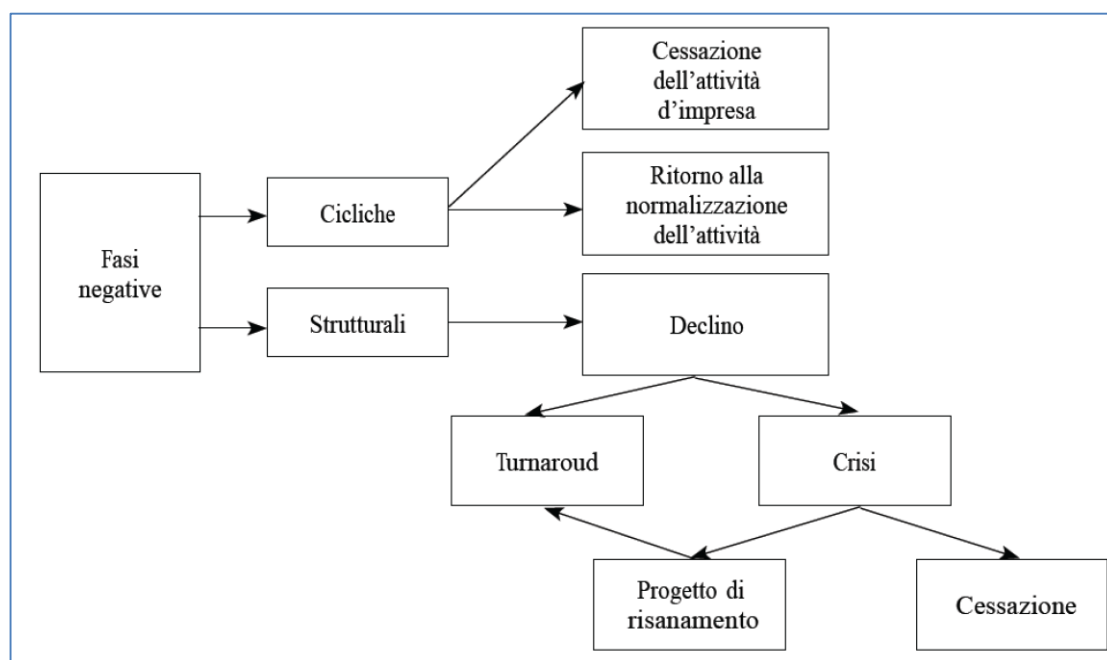 Cessazione
dell'attività
d'impresa
Fasi
negative
Cicliche
Ritorno alla
normalizzazione
dell'attività
Strutturali
Declino
Turnaroud
Crisi
Progetto di
risanamento
Cessazione